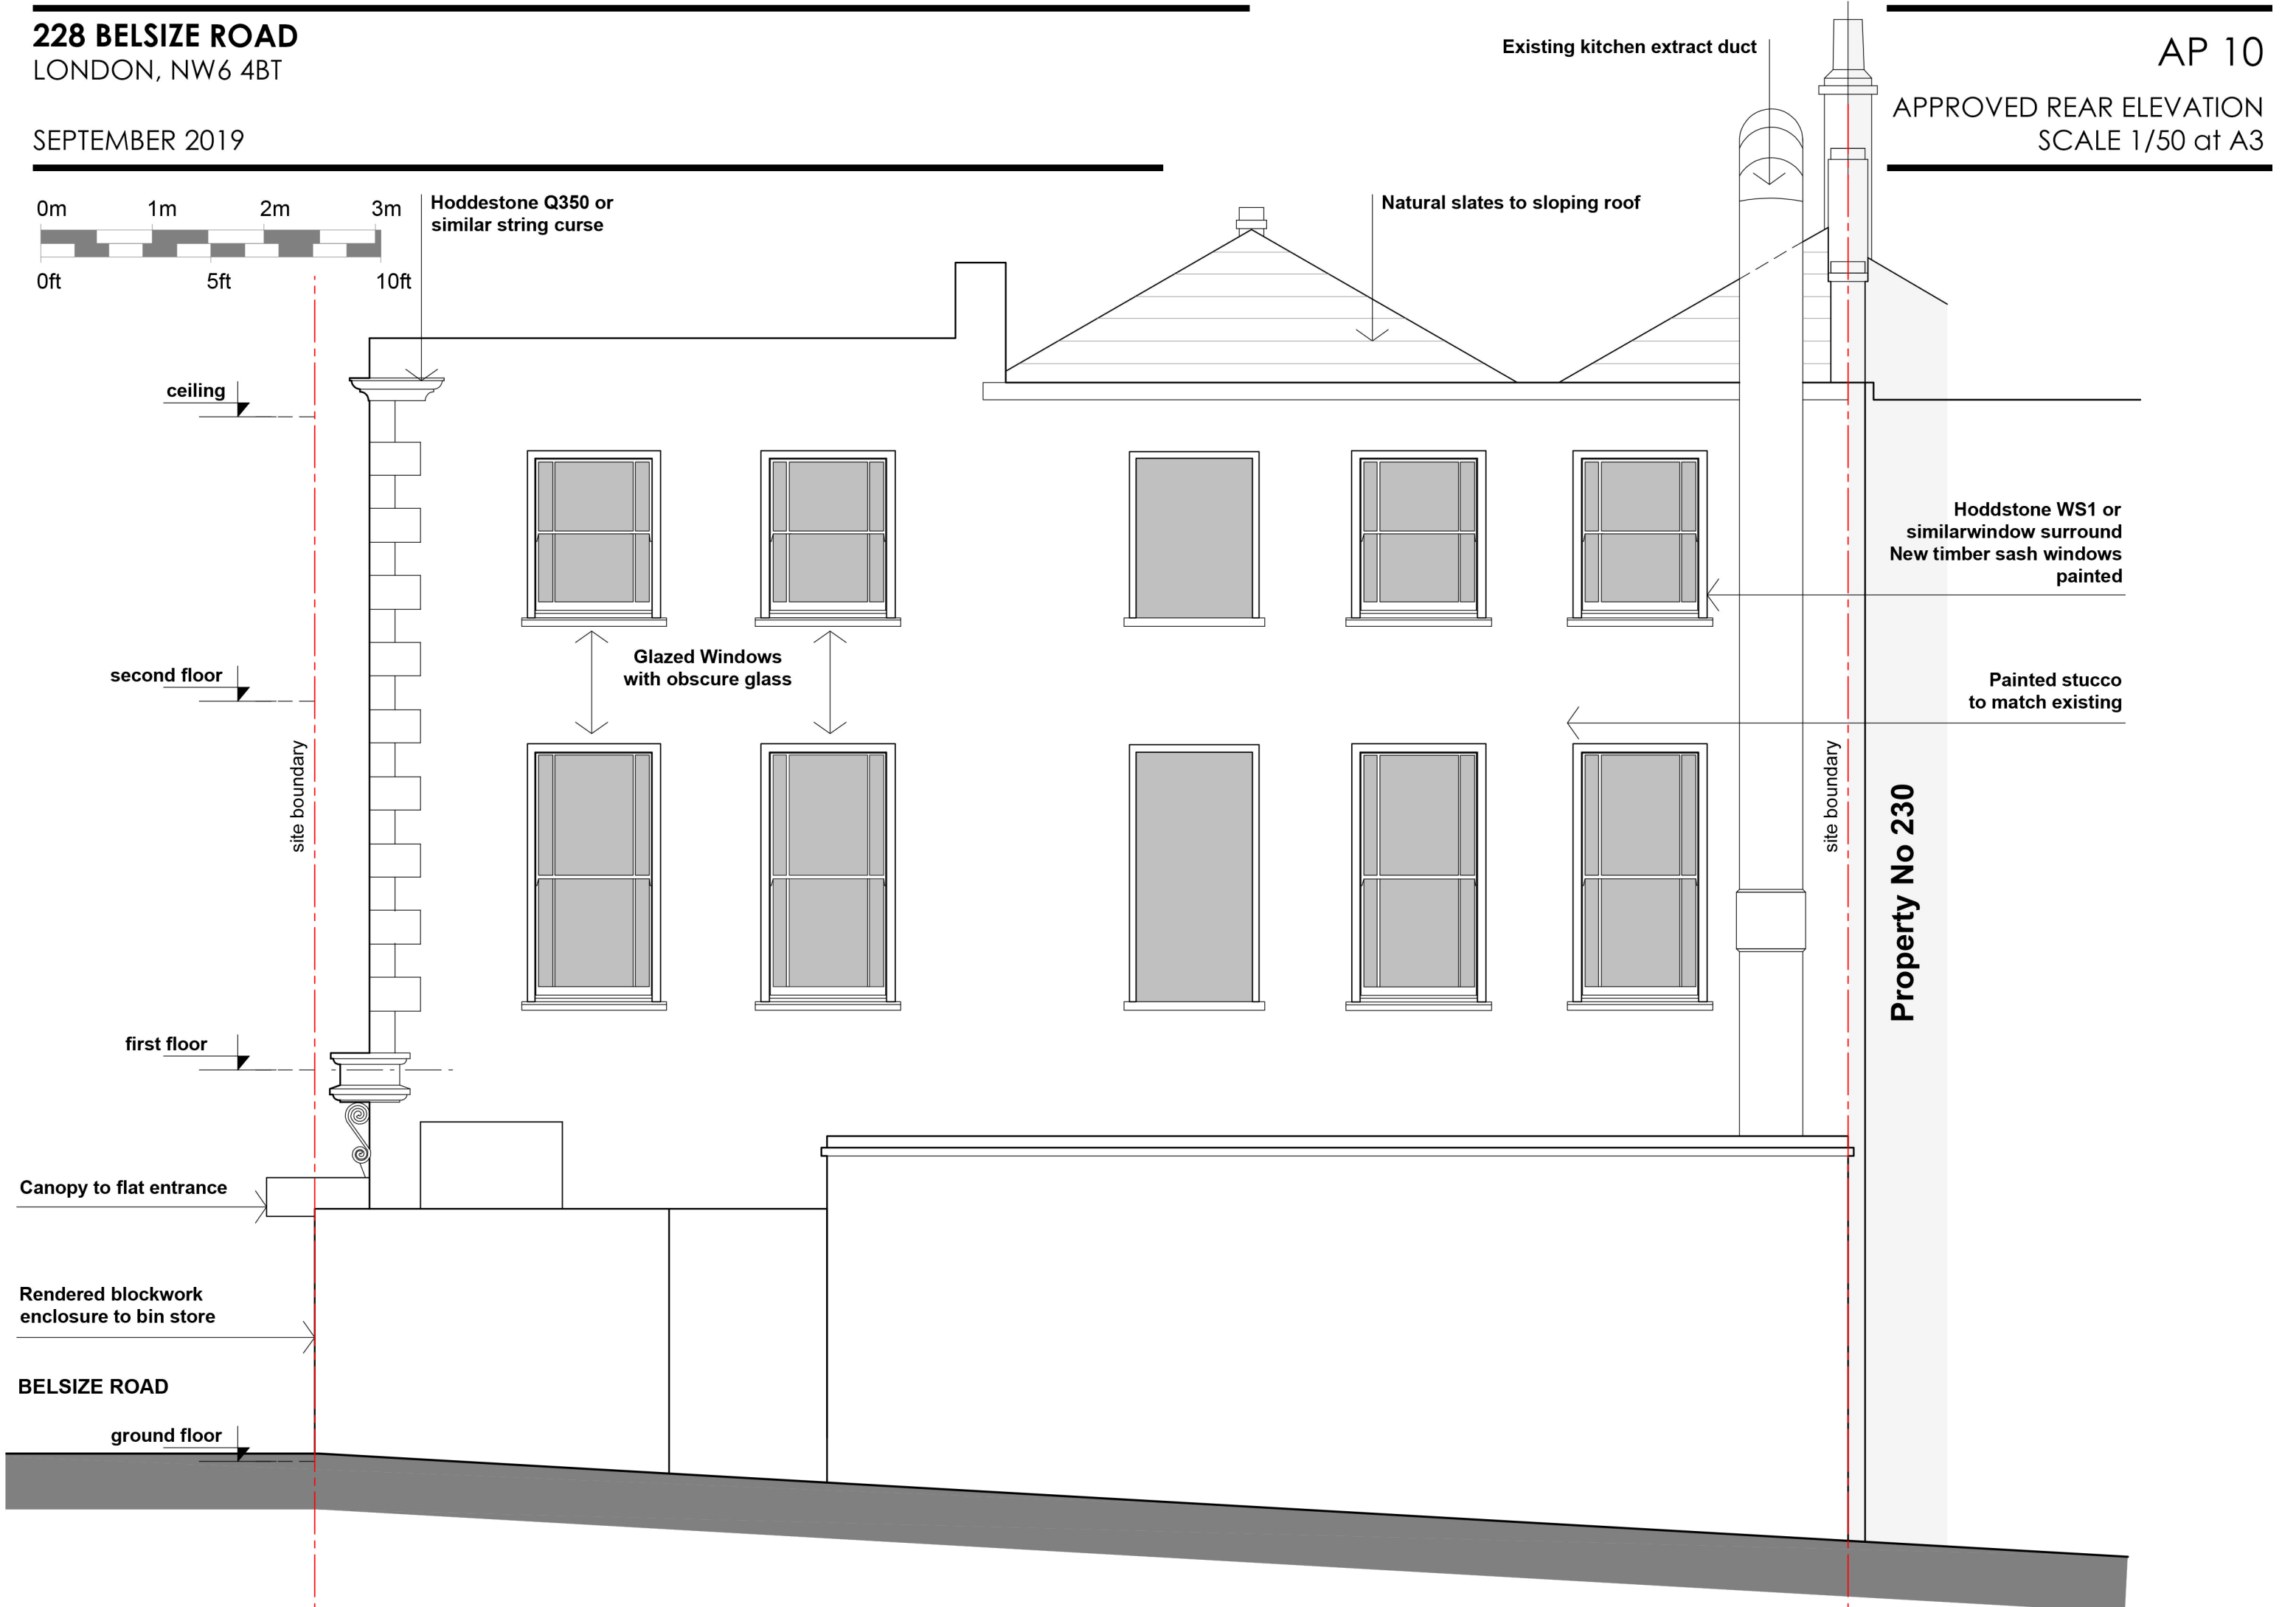 228 BELSIZE ROAD
LONDON, NW6 4BT
SEPTEMBER 2019
AP 10
APPROVED REAR ELEVATION
SCALE 1/50 at A3
Existing kitchen extract duct
0m 1m 2m 3m
0ft 5ft 10ft
Hoddestone Q350 or
similar string curse
Natural slates to sloping roof
ceiling
Hoddstone WS1 or
similarwindow surround
New timber sash windows
painted
Glazed Windows
with obscure glass
second floor
Painted stucco
to match existing
site boundary
site boundary
Property No 230
first floor
Canopy to flat entrance
Rendered blockwork
enclosure to bin store
BELSIZE ROAD
ground floor